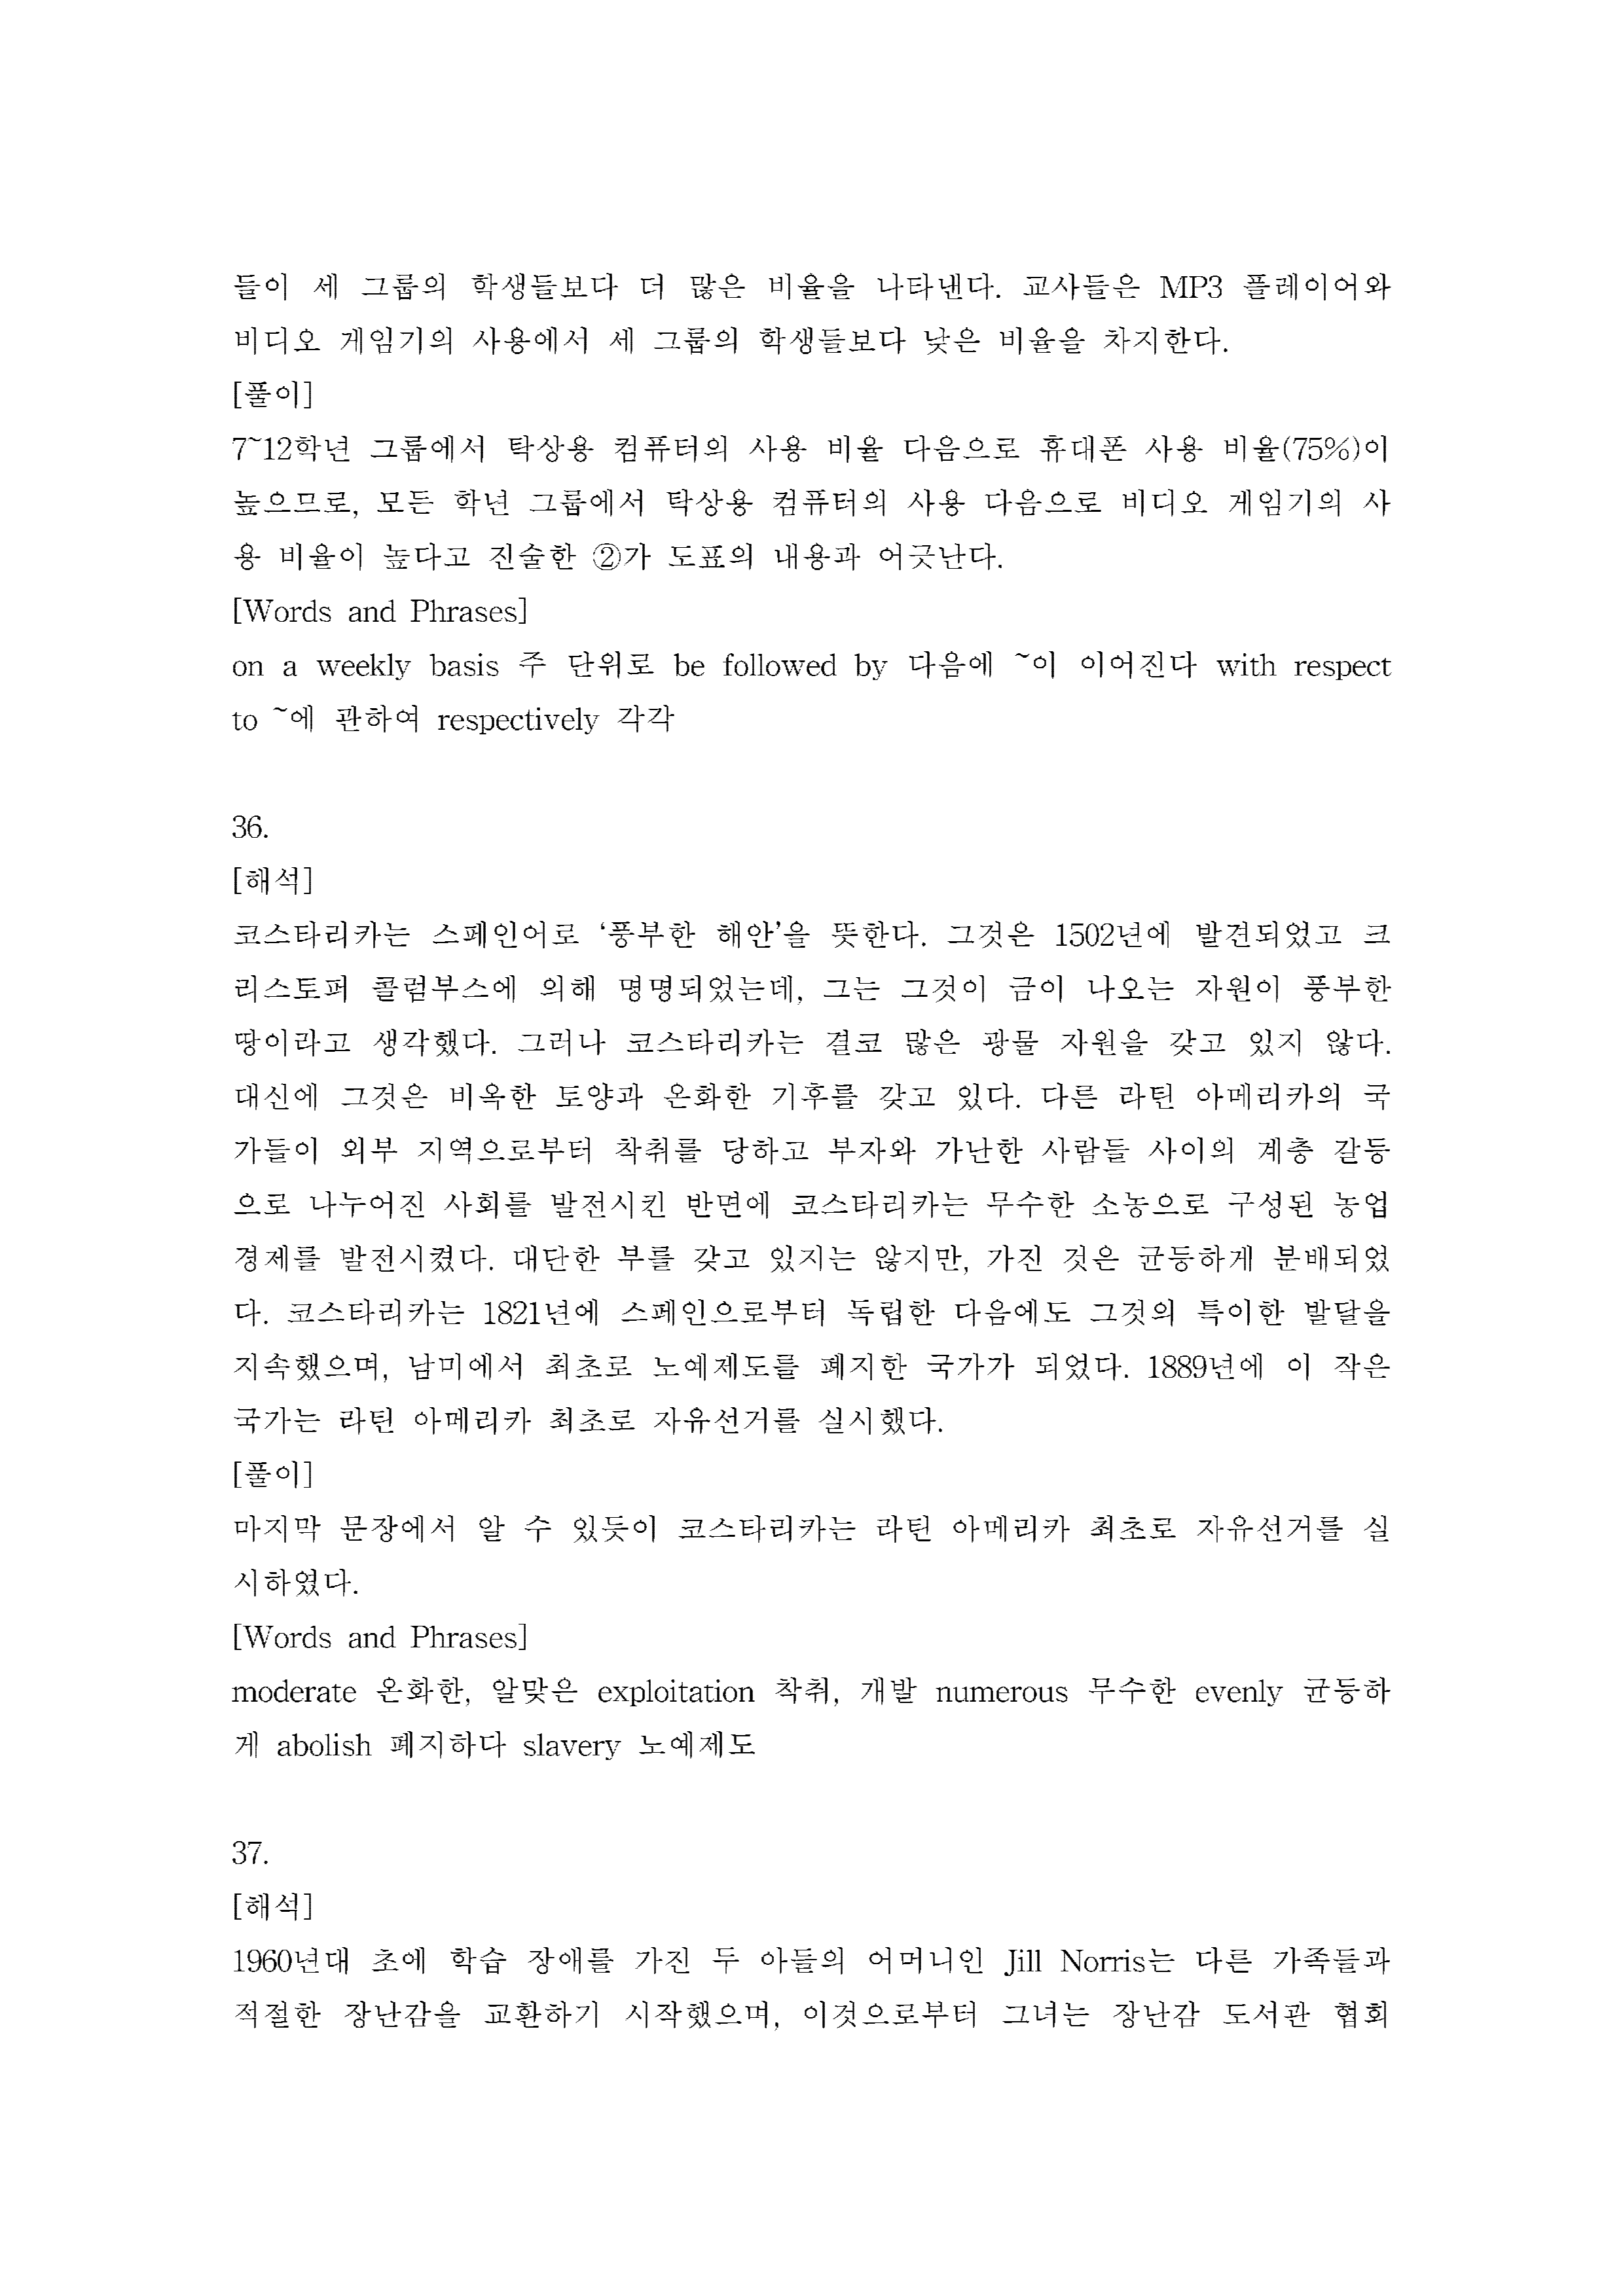 들이 세 그룹의 학생들보다 더 많은 비율을 나타낸다. 교사들은 MP3 플레이어와
비디오 게임기의 사용에서 세 그룹의 학생들보다 낮은 비율을 차지한다.
[풀이]
7~12학년 그룹에서 탁상용 컴퓨터의 사용 비율 다음으로 휴대폰 사용 비율(75%)이
높으므로, 모든 학년 그룹에서 탁상용 컴퓨터의 사용 다음으로 비디오 게임기의 사
용 비율이 높다고 진술한 ②가 도표의 내용과 어긋난다.
[Words and Phrases]
on a weekly basis 주 단위로 be followed by 다음에 ~이 이어진다 with respect
to ~에 관하여 respectively 각각
36.
[해석]
코스타리카는 스페인어로 ‘풍부한 해안’을 뜻한다. 그것은 1502년에 발견되었고 크
리스토퍼 콜럼부스에 의해 명명되었는데, 그는 그것이 금이 나오는 자원이 풍부한
땅이라고 생각했다. 그러나 코스타리카는 결코 많은 광물 자원을 갖고 있지 않다.
대신에 그것은 비옥한 토양과 온화한 기후를 갖고 있다. 다른 라틴 아메리카의 국
가들이 외부 지역으로부터 착취를 당하고 부자와 가난한 사람들 사이의 계층 갈등
으로 나누어진 사회를 발전시킨 반면에 코스타리카는 무수한 소농으로 구성된 농업
경제를 발전시켰다. 대단한 부를 갖고 있지는 않지만, 가진 것은 균등하게 분배되었
다. 코스타리카는 1821년에 스페인으로부터 독립한 다음에도 그것의 특이한 발달을
지속했으며, 남미에서 최초로 노예제도를 폐지한 국가가 되었다. 1889년에 이 작은
국가는 라틴 아메리카 최초로 자유선거를 실시했다.
[풀이]
마지막 문장에서 알 수 있듯이 코스타리카는 라틴 아메리카 최초로 자유선거를 실
시하였다.
[Words and Phrases]
moderate 온화한, 알맞은 exploitation 착취, 개발 numerous 무수한 evenly 균등하
게 abolish 폐지하다 slavery 노예제도
37.
[해석]
1960년대 초에 학습 장애를 가진 두 아들의 어머니인 Jill Norris는 다른 가족들과
적절한 장난감을 교환하기 시작했으며, 이것으로부터 그녀는 장난감 도서관 협회